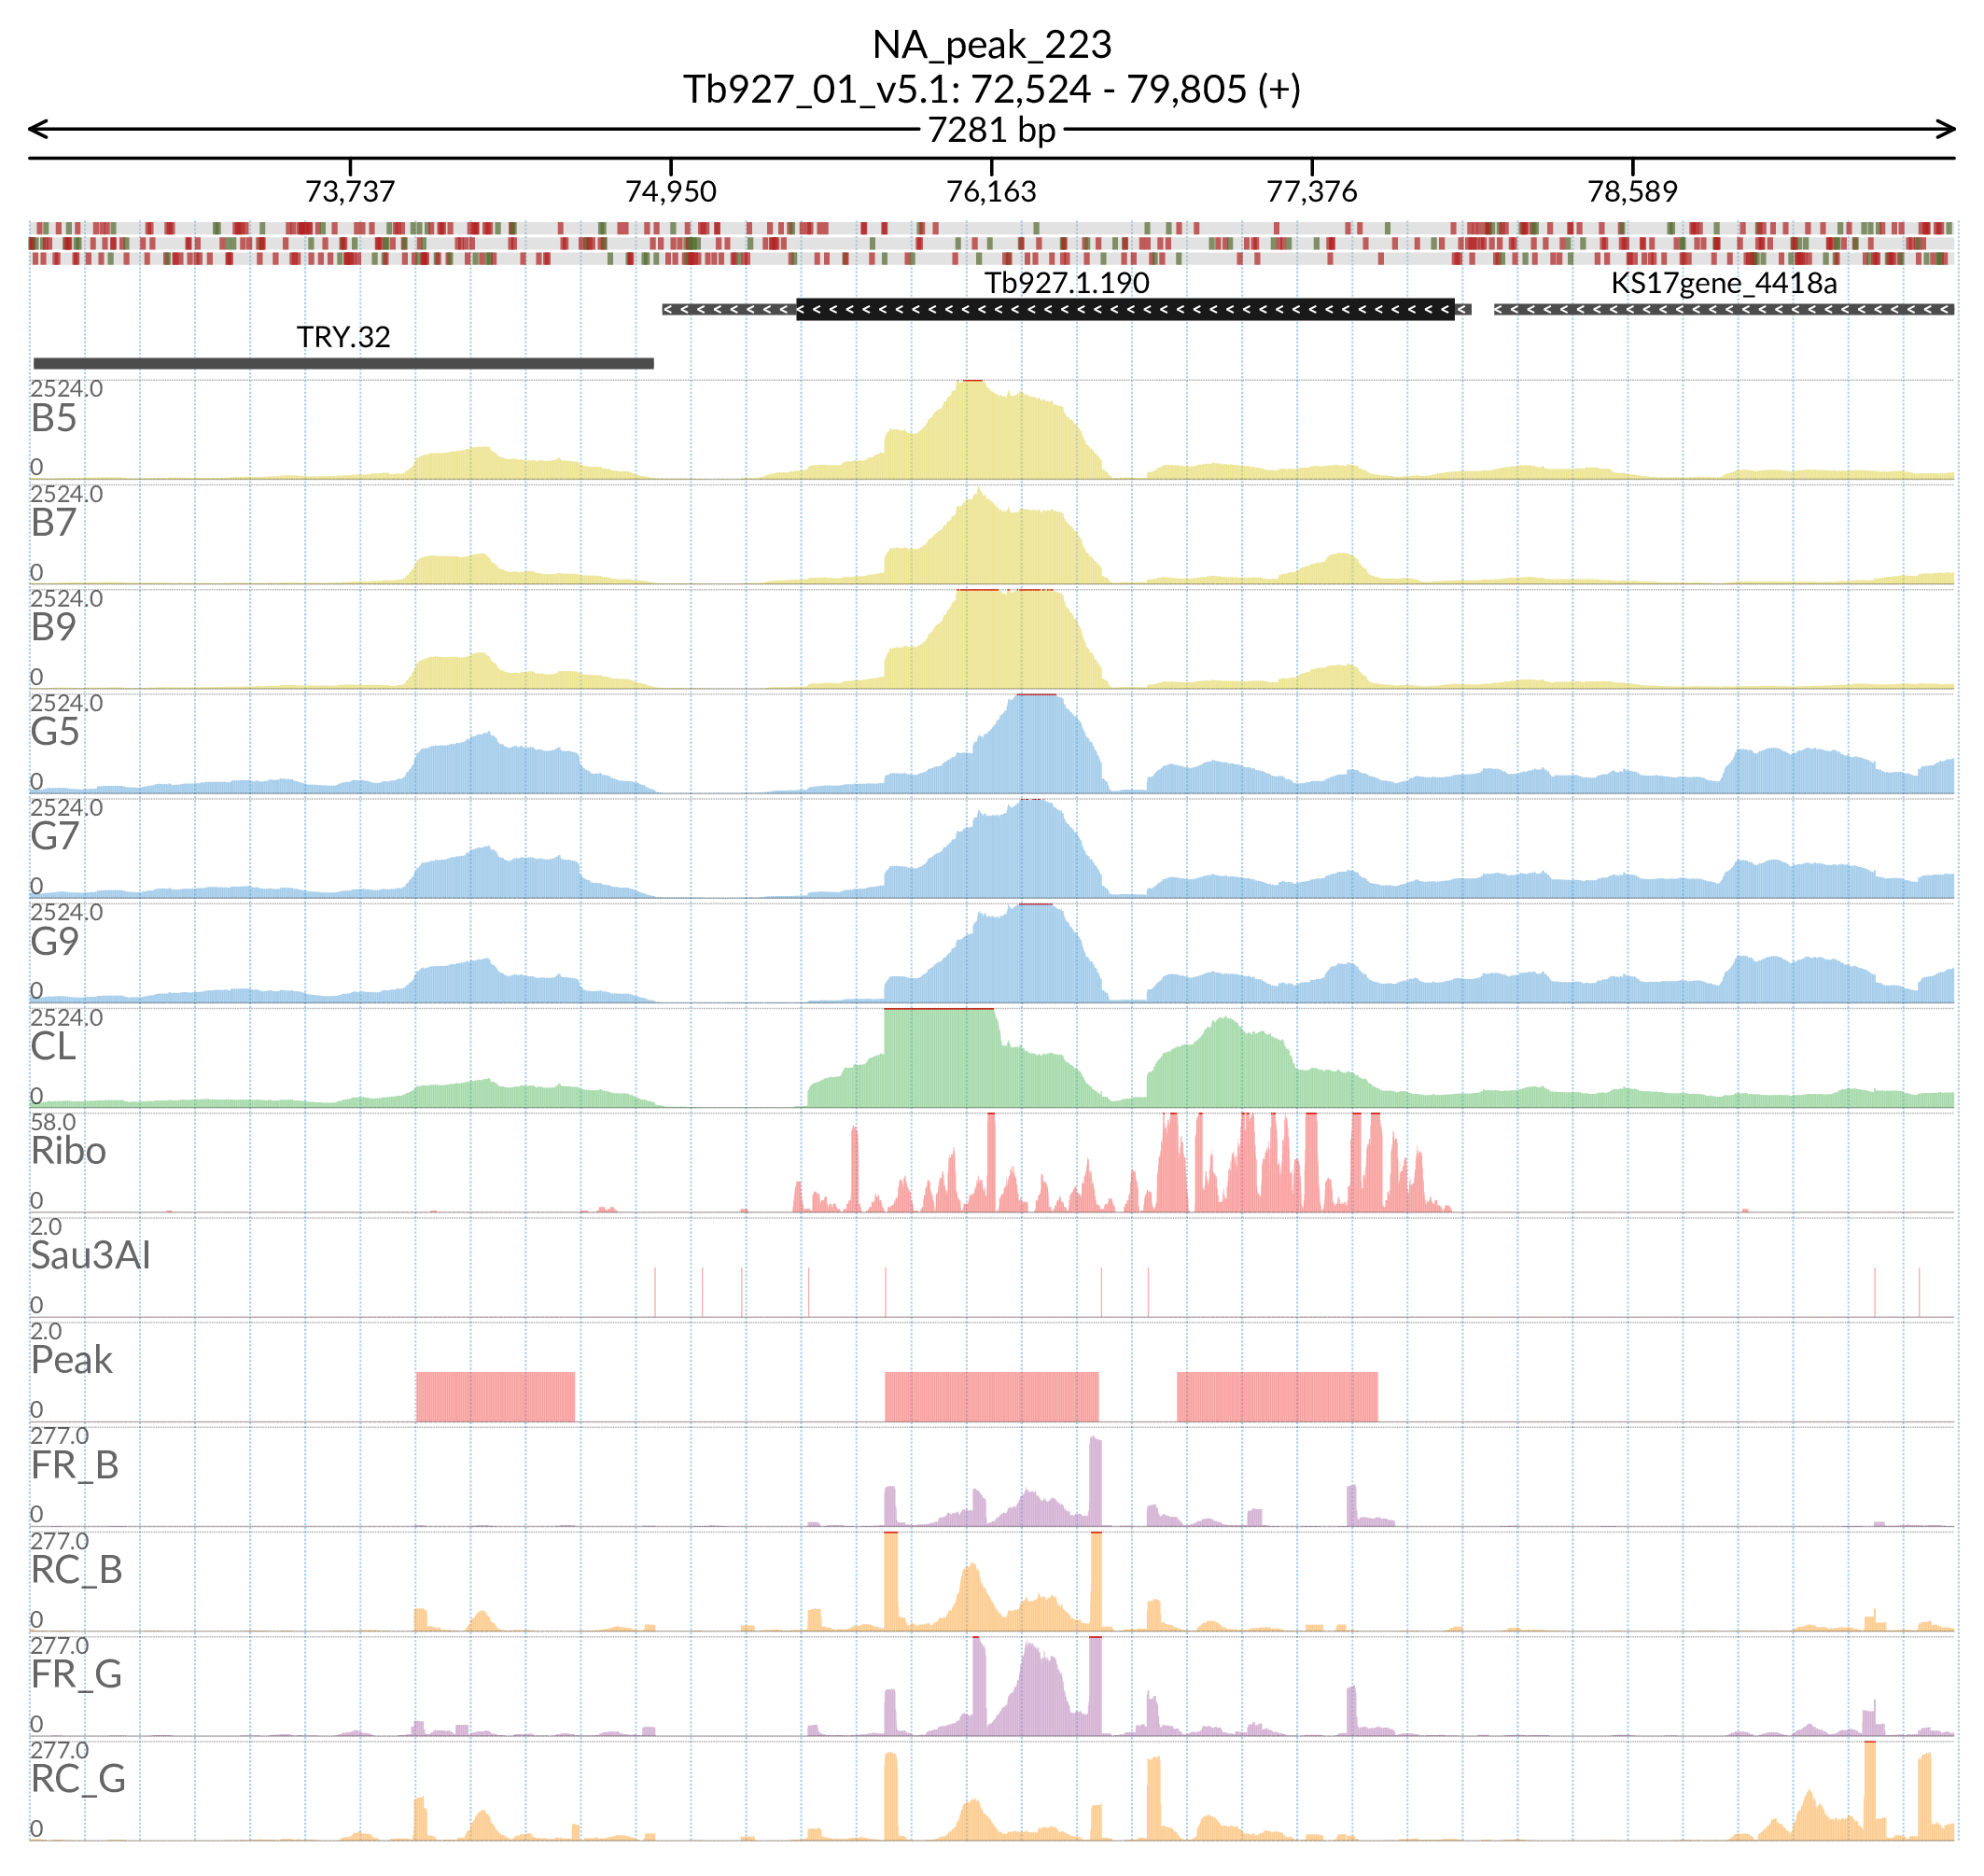 NA_peak_223
Tb927_01_v5.1: 72,524 - 79,805 (+)
7281 bp
73,737 74,950 76,163 77,376 78,589
Tb927.1.190 KS17gene_4418a
TRY.32
2524.0
B5
0
2524.0
B7
0
2524.0
B9
0
2524.0
G5
0
2524.0
G7
0
2524.0
G9
0
2524.0
CL
0
58.0
Ribo
0
2.0
Sau3AI
0
2.0
Peak
0
277.0
FR_B
0
277.0
RC_B
0
277.0
FR_G
0
277.0
RC_G
0